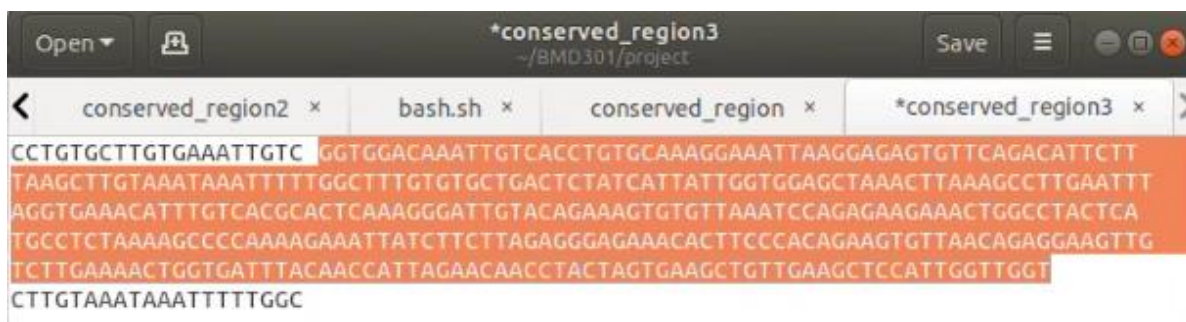 Open
*conserved_region3
~/BMD301/project
Save
conserved_region2 × bash.sh × conserved_region × *conserved_region3 ×
CCTGTGCTTGTGAAATTGTC GGTGGACAAATTGTCACCTGTGCAAAGGAAATTAAGGAGAGTGTTCAGACATTCTT
TAAGCTTGTAAATAAATTTTTGGCTTTGTGTGCTGACTCTATCATTATTGGTGGAGCTAAACTTAAAGCCTTGAATTT
AGGTGAAACATTTGTCACGCACTCAAAGGGATTGTACAGAAAGTGTGTTAAATCCAGAGAAGAAACTGGCCTACTCA
TGCCTCTAAAAGCCCCAAAAGAAATTATCTTCTTAGAGGGAGAAACACTTCCCACAGAAGTGTTAACAGAGGAAGTTG
TCTTGAAAACTGGTGATTTACAACCATTAGAACAACCTACTAGTGAAGCTGTTGAAGCTCCATTGGTTGGT
CTTGTAAATAAATTTTTGGC